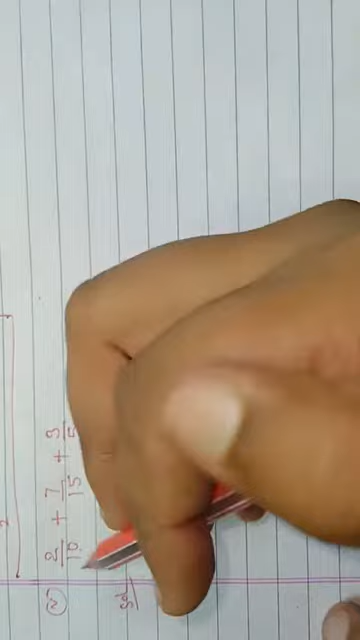 (v) 2/10 + 7/15 + 3/5
Sol